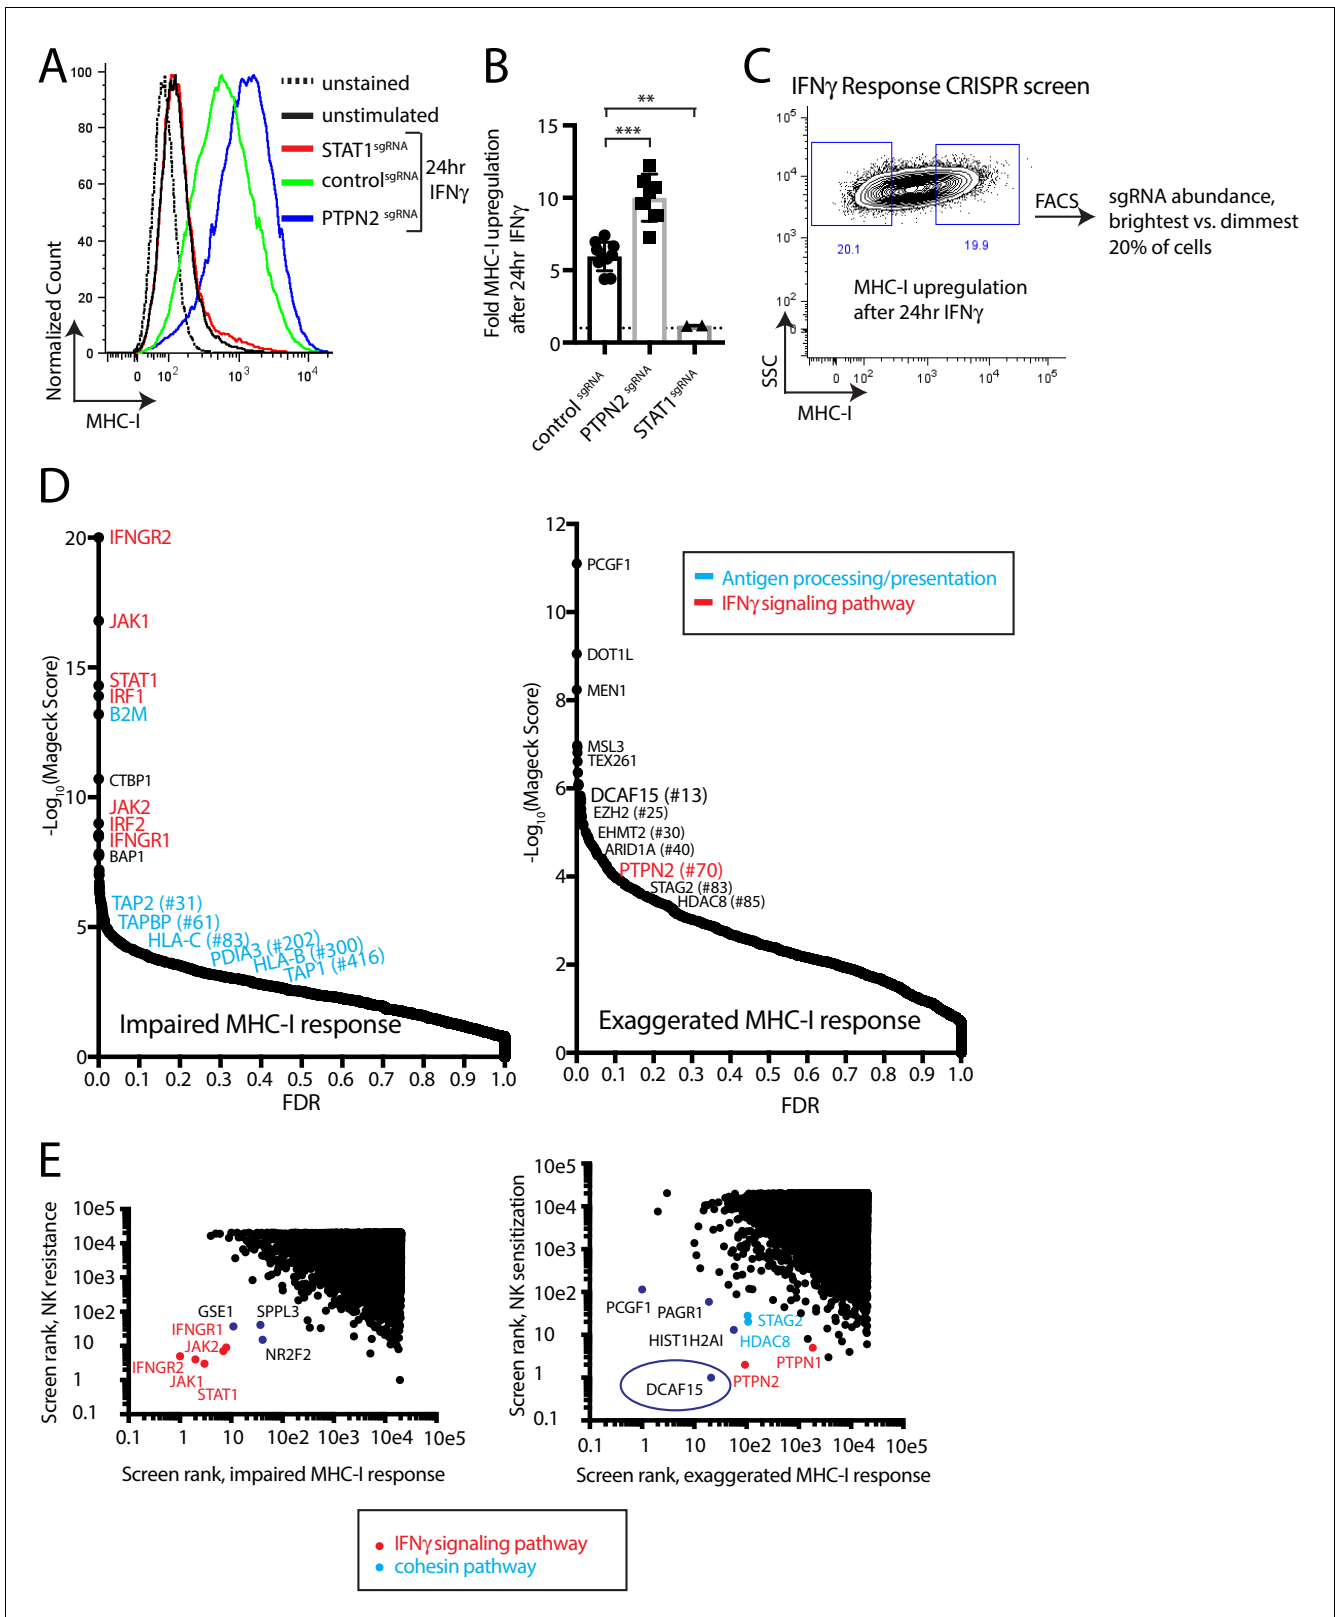 A
100
80
60
40
20
0
Normalized Count
0 10² 10³ 10⁴
MHC-I
unstained
unstimulated
STAT1 sgRNA
control sgRNA
PTPN2 sgRNA
24hr
IFNγ
B
** 
***
15
10
5
0
Fold MHC-I upregulation
after 24hr IFNγ
control sgRNA
PTPN2 sgRNA
STAT1 sgRNA
C
IFNγ Response CRISPR screen
10⁵
10⁴
10³
10²
0
20.1
19.9
MHC-I upregulation
after 24hr IFNγ
SSC
0 10² 10³ 10⁴ 10⁵
MHC-I
FACS
sgRNA abundance,
brightest vs. dimmest
20% of cells
D
20
15
10
5
0
-Log₁₀(Mageck Score)
IFNGR2
JAK1
STAT1
IRF1
B2M
CTBP1
JAK2
IRF2
IFNGR1
BAP1
TAP2 (#31)
TAPBP (#61)
HLA-C (#83)
PDIA3 (#202)
HLA-B (#300)
TAP1 (#416)
Impaired MHC-I response
0.0 0.1 0.2 0.3 0.4 0.5 0.6 0.7 0.8 0.9 1.0
FDR
12
10
8
6
4
2
0
-Log₁₀(Mageck Score)
PCGF1
DOT1L
MEN1
MSL3
TEX261
DCAF15 (#13)
EZH2 (#25)
EHMT2 (#30)
ARID1A (#40)
PTPN2 (#70)
STAG2 (#83)
HDAC8 (#85)
Exaggerated MHC-I response
0.0 0.1 0.2 0.3 0.4 0.5 0.6 0.7 0.8 0.9 1.0
FDR
Antigen processing/presentation
IFNγ signaling pathway
E
10e5
10e4
10e3
10e2
10
1
0.1
Screen rank, NK resistance
GSE1
SPPL3
IFNGR1
JAK2
NR2F2
IFNGR2
JAK1
STAT1
0.1 1 10 10e2 10e3 10e4 10e5
Screen rank, impaired MHC-I response
10e5
10e4
10e3
10e2
10
1
0.1
Screen rank, NK sensitization
PCGF1
PAGR1
STAG2
HIST1H2AI
HDAC8
PTPN1
PTPN2
DCAF15
0.1 1 10 10e2 10e3 10e4 10e5
Screen rank, exaggerated MHC-I response
IFNγ signaling pathway
cohesin pathway